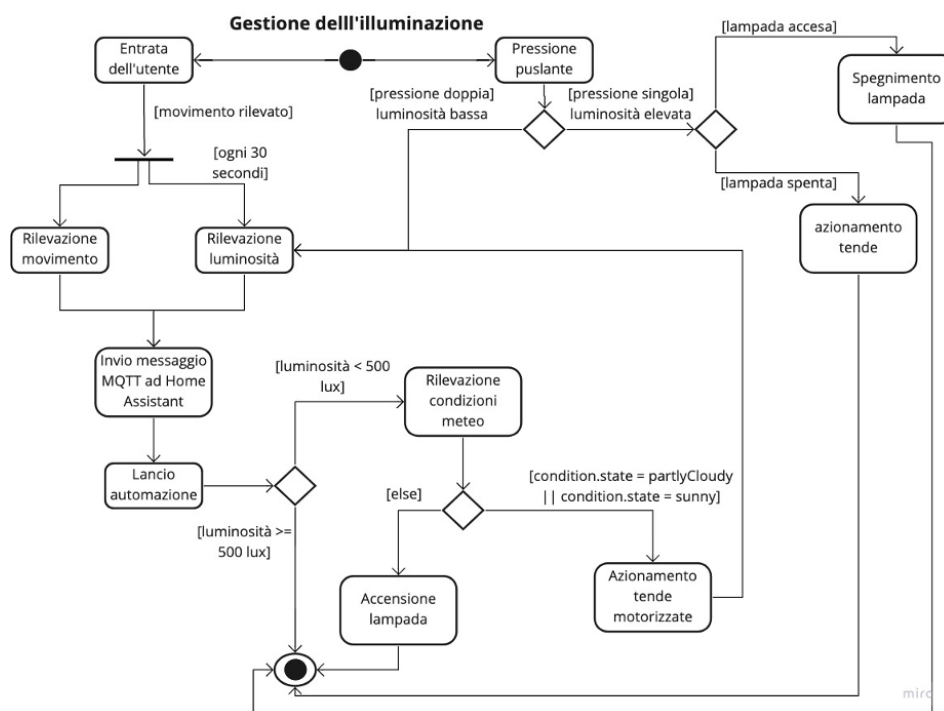 Gestione delll'illuminazione
Entrata
dell'utente
Pressione
puslante
[lampada accesa]
Spegnimento
lampada
[movimento rilevato]
[pressione doppia]
luminosità bassa
[pressione singola]
luminosità elevata
[ogni 30
secondi]
[lampada spenta]
Rilevazione
movimento
Rilevazione
luminosità
azionamento
tende
Invio messaggio
MQTT ad Home
Assistant
[luminosità < 500
lux]
Rilevazione
condizioni
meteo
Lancio
automazione
[else]
[condition.state = partlyCloudy
|| condition.state = sunny]
[luminosità >=
500 lux]
Accensione
lampada
Azionamento
tende
motorizzate
miro